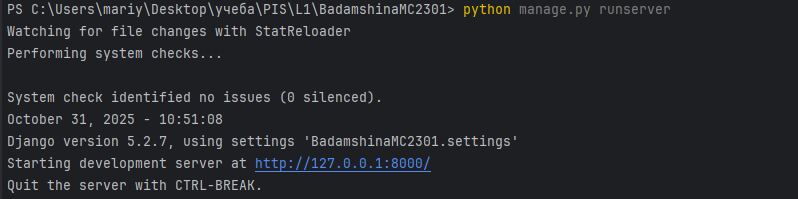 PS C:\Users\mariy\Desktop\учеба\PIS\L1\BadamshinaMC2301> python manage.py runserver
Watching for file changes with StatReloader
Performing system checks...
System check identified no issues (0 silenced).
October 31, 2025 - 10:51:08
Django version 5.2.7, using settings 'BadamshinaMC2301.settings'
Starting development server at http://127.0.0.1:8000/
Quit the server with CTRL-BREAK.